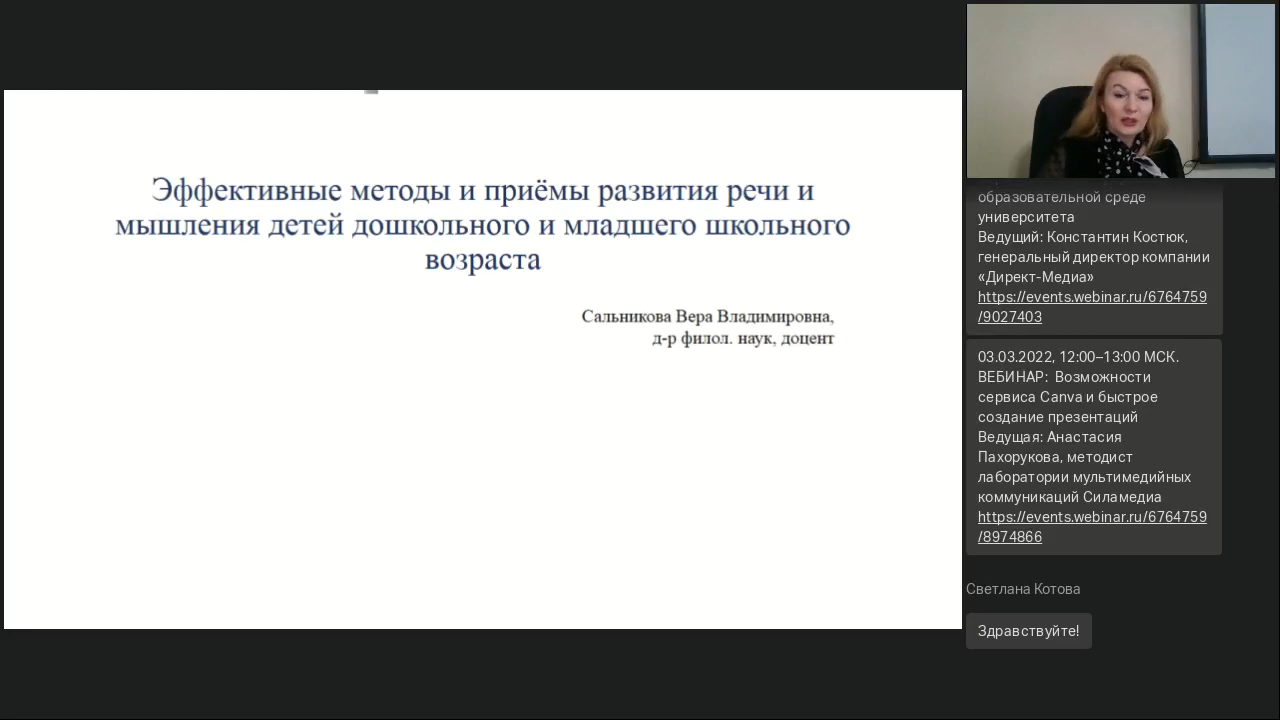 Эффективные методы и приёмы развития речи и
мышления детей дошкольного и младшего школьного
возраста
Сальникова Вера Владимировна,
д-р филол. наук, доцент
образовательной среде
университета
Ведущий: Константин Костюк,
генеральный директор компании
«Директ-Медиа»
https://events.webinar.ru/6764759
/9027403
03.03.2022, 12:00–13:00 МСК.
ВЕБИНАР:  Возможности
сервиса Canva и быстрое
создание презентаций
Ведущая: Анастасия
Пахорукова, методист
лаборатории мультимедийных
коммуникаций Силамедиа
https://events.webinar.ru/6764759
/8974866
Светлана Котова
Здравствуйте!